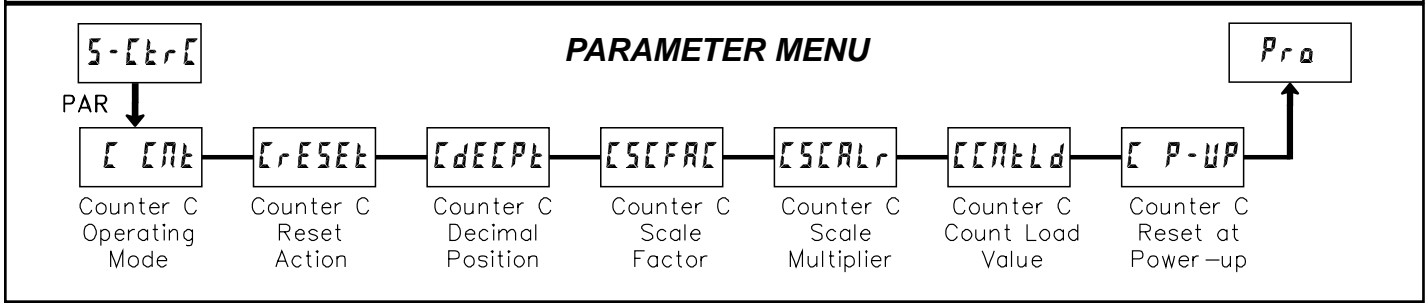 5-CtrC
PARAMETER MENU
Pro
PAR
C CNt
CrESEt
CdECPt
CSCFAC
CSCALr
CCNtLd
C P-UP
Counter C Operating Mode
Counter C Reset Action
Counter C Decimal Position
Counter C Scale Factor
Counter C Scale Multiplier
Counter C Count Load Value
Counter C Reset at Power-up